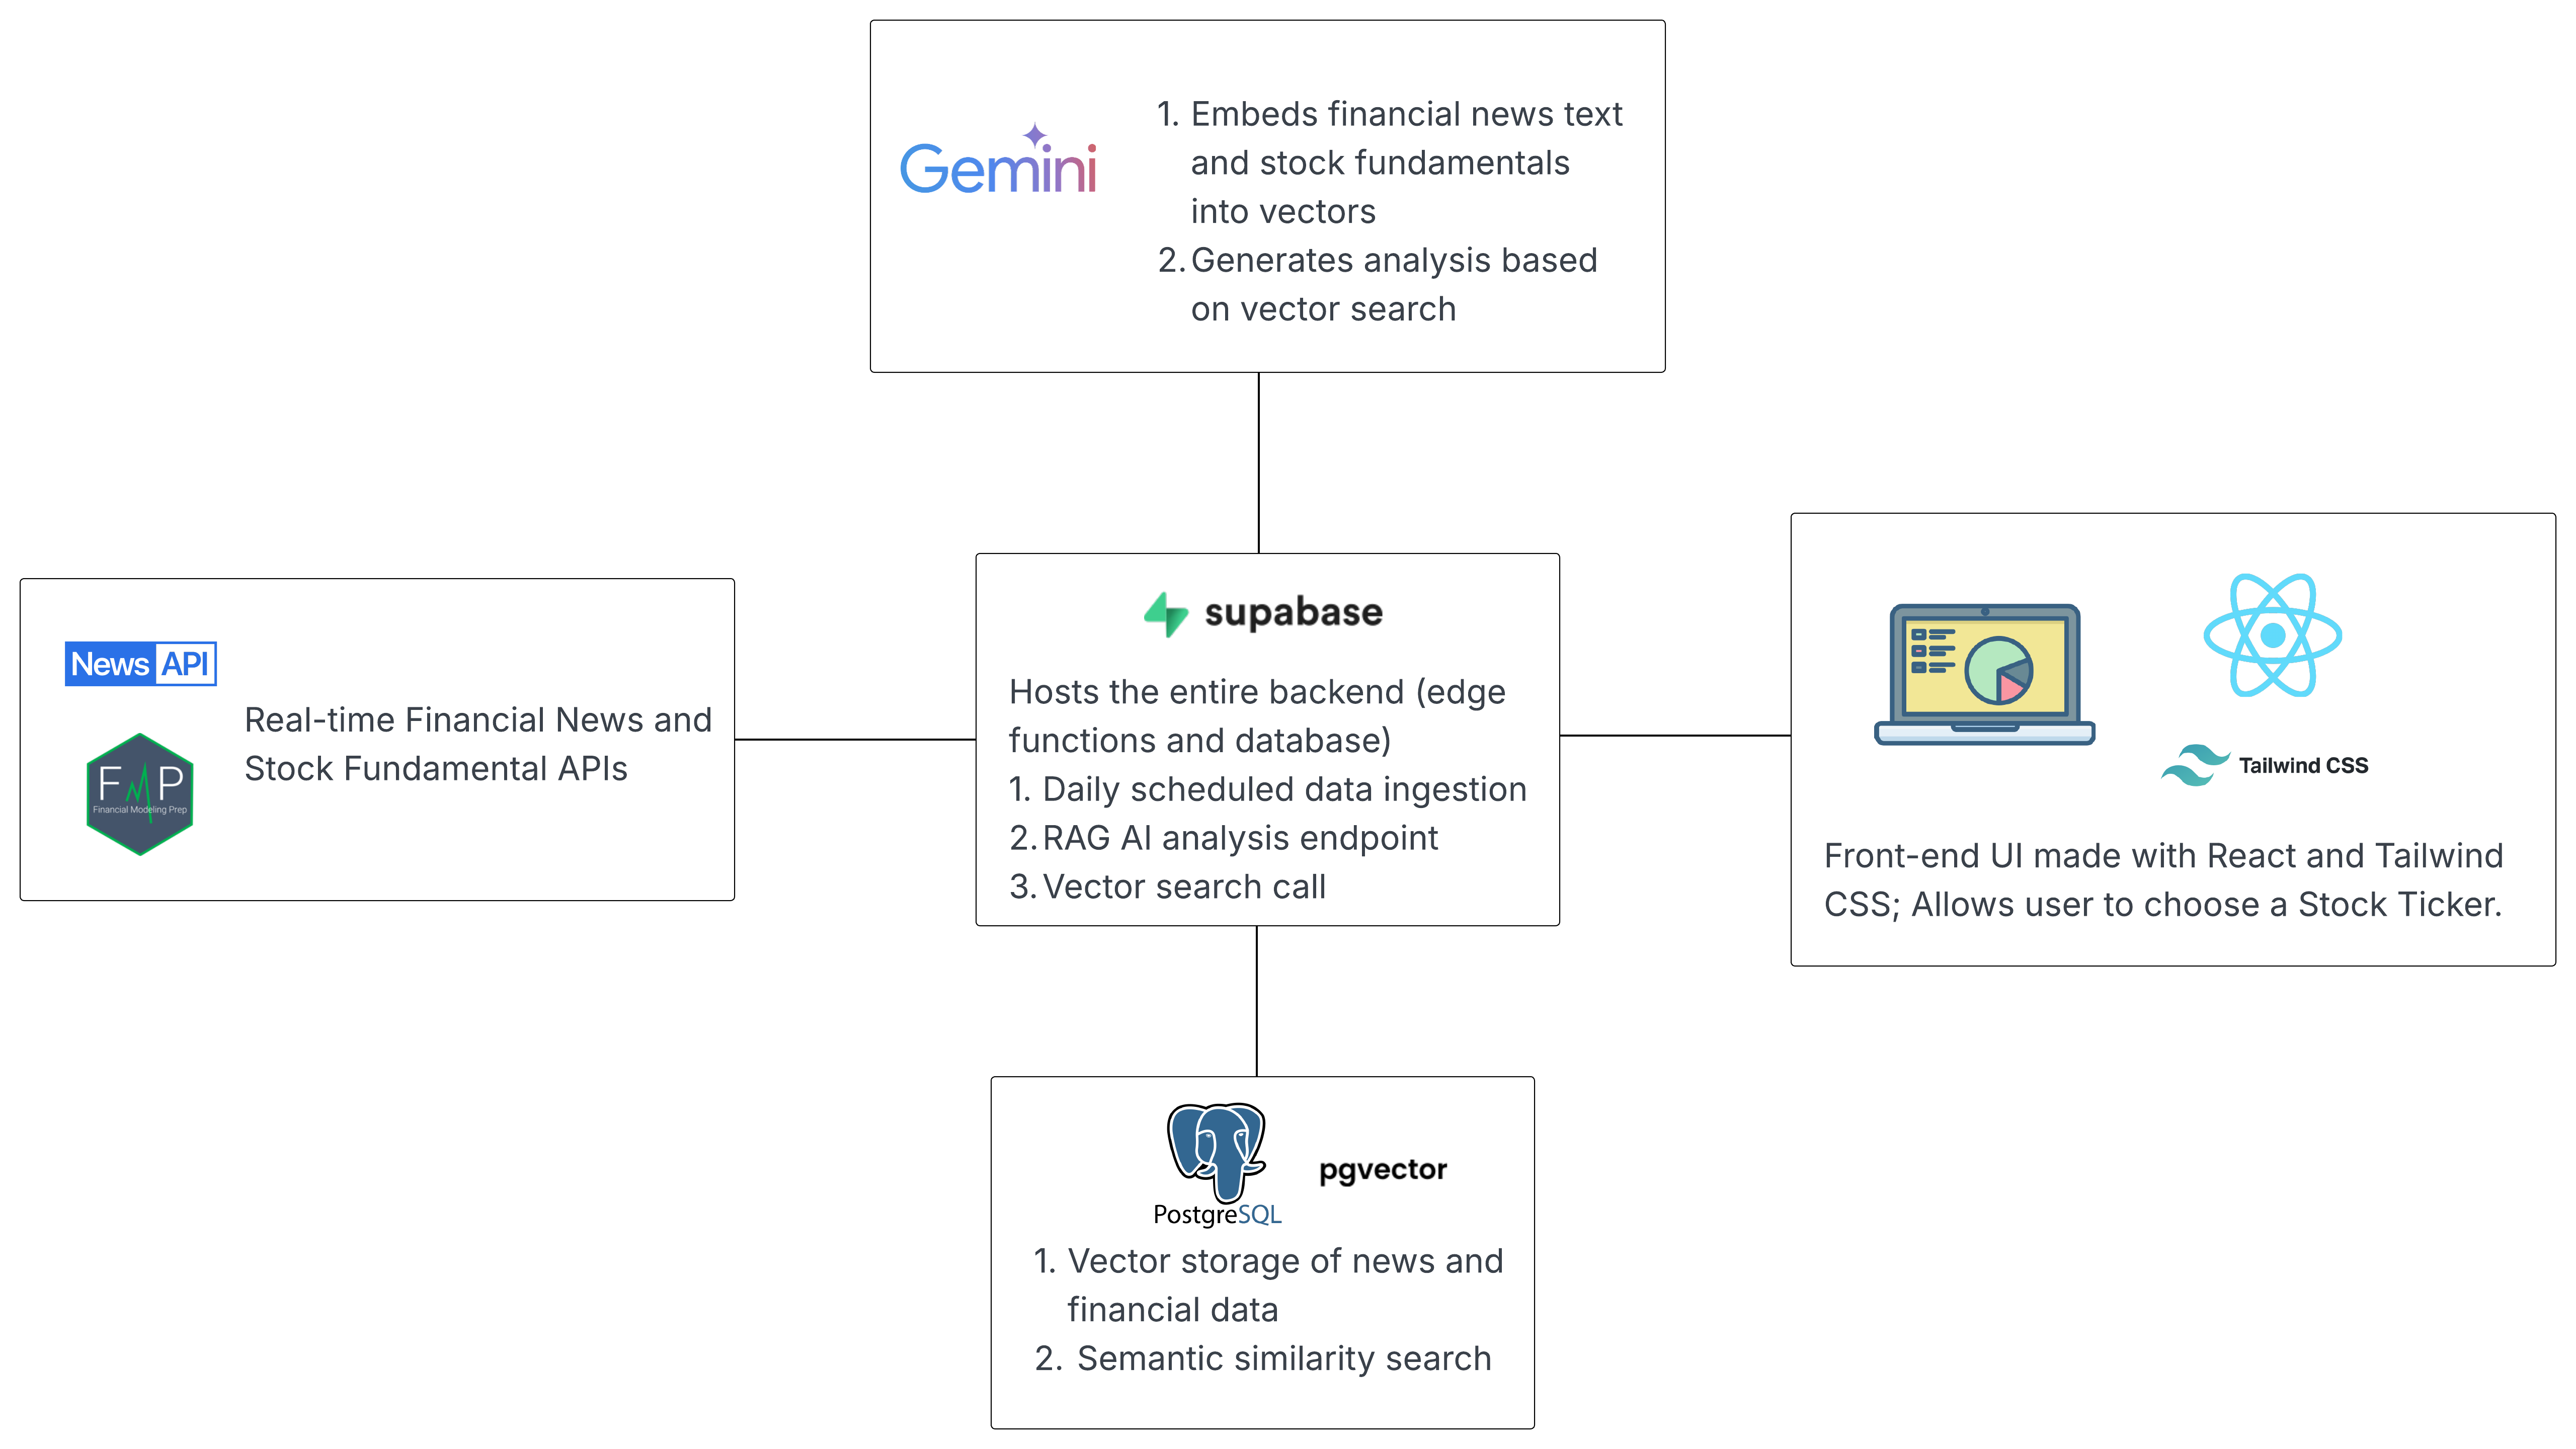 Gemini
1. Embeds financial news text
and stock fundamentals
into vectors
2. Generates analysis based
on vector search
News API
FMP
Financial Modeling Prep
Real-time Financial News and
Stock Fundamental APIs
supabase
Hosts the entire backend (edge
functions and database)
1. Daily scheduled data ingestion
2. RAG AI analysis endpoint
3. Vector search call
Tailwind CSS
Front-end UI made with React and Tailwind
CSS; Allows user to choose a Stock Ticker.
PostgreSQL
pgvector
1. Vector storage of news and
financial data
2. Semantic similarity search